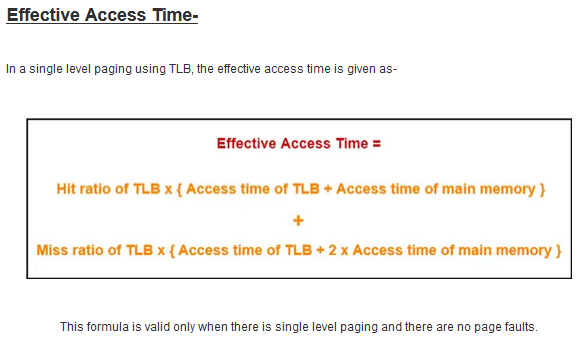 Effective Access Time-
In a single level paging using TLB, the effective access time is given as-
Effective Access Time =
Hit ratio of TLB x { Access time of TLB + Access time of main memory }
+
Miss ratio of TLB x { Access time of TLB + 2 x Access time of main memory }
This formula is valid only when there is single level paging and there are no page faults.